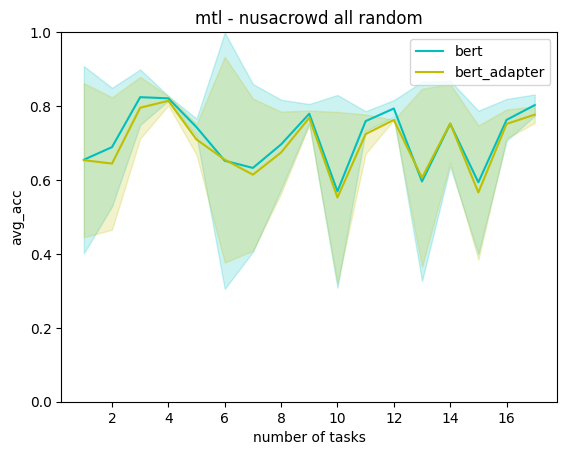 mtl - nusacrowd all random
bert
bert_adapter
avg_acc
1.0
0.8
0.6
0.4
0.2
0.0
2 4 6 8 10 12 14 16
number of tasks